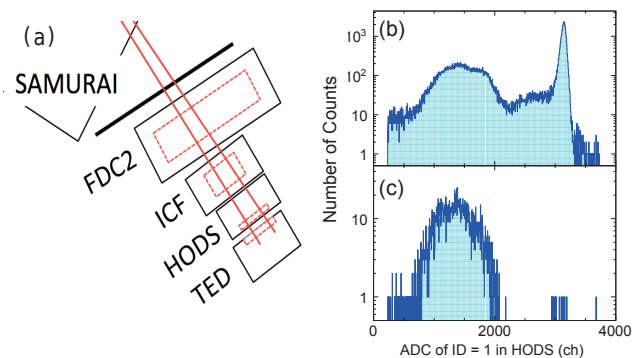 (a)
SAMURAI
FDC2
ICF
HODS
TED
Number of Counts
(b)
10³
10²
10
1
(c)
10
1
0
2000
4000
ADC of ID = 1 in HODS (ch)